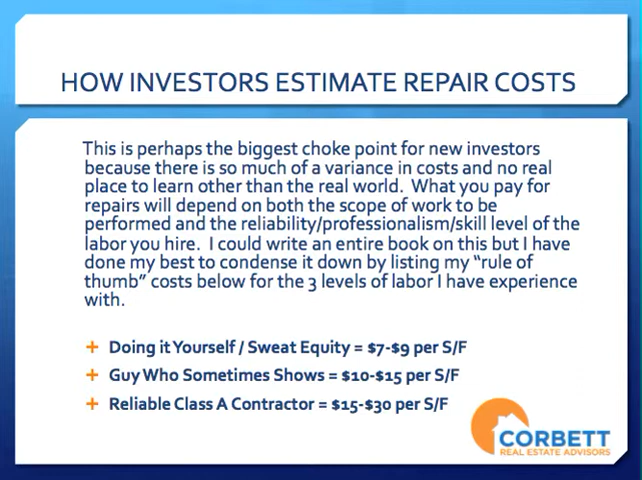 HOW INVESTORS ESTIMATE REPAIR COSTS
This is perhaps the biggest choke point for new investors
because there is so much of a variance in costs and no real
place to learn other than the real world.  What you pay for
repairs will depend on both the scope of work to be
performed and the reliability/professionalism/skill level of the
labor you hire.  I could write an entire book on this but I have
done my best to condense it down by listing my “rule of
thumb” costs below for the 3 levels of labor I have experience
with.
+ Doing it Yourself / Sweat Equity = $7-$9 per S/F
+ Guy Who Sometimes Shows = $10-$15 per S/F
+ Reliable Class A Contractor = $15-$30 per S/F
CORBETT
REAL ESTATE ADVISORS